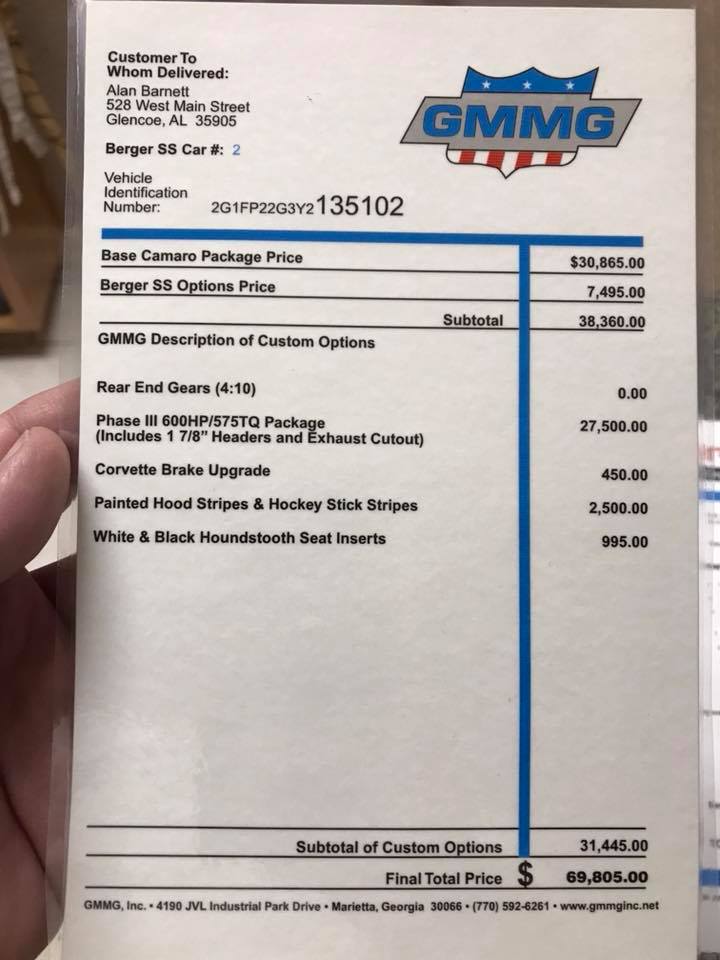 Customer To
Whom Delivered:
Alan Barnett
528 West Main Street
Glencoe, AL 35905
GMMG
Berger SS Car #: 2
Vehicle
Identification
Number: 2G1FP22G3Y2135102
Base Camaro Package Price $30,865.00
Berger SS Options Price 7,495.00
Subtotal 38,360.00
GMMG Description of Custom Options
Rear End Gears (4:10) 0.00
Phase III 600HP/575TQ Package 27,500.00
(Includes 1 7/8” Headers and Exhaust Cutout)
Corvette Brake Upgrade 450.00
Painted Hood Stripes & Hockey Stick Stripes 2,500.00
White & Black Houndstooth Seat Inserts 995.00
Subtotal of Custom Options 31,445.00
Final Total Price $ 69,805.00
GMMG, Inc. • 4190 JVL Industrial Park Drive • Marietta, Georgia 30066 • (770) 592-6261 • www.gmmginc.net